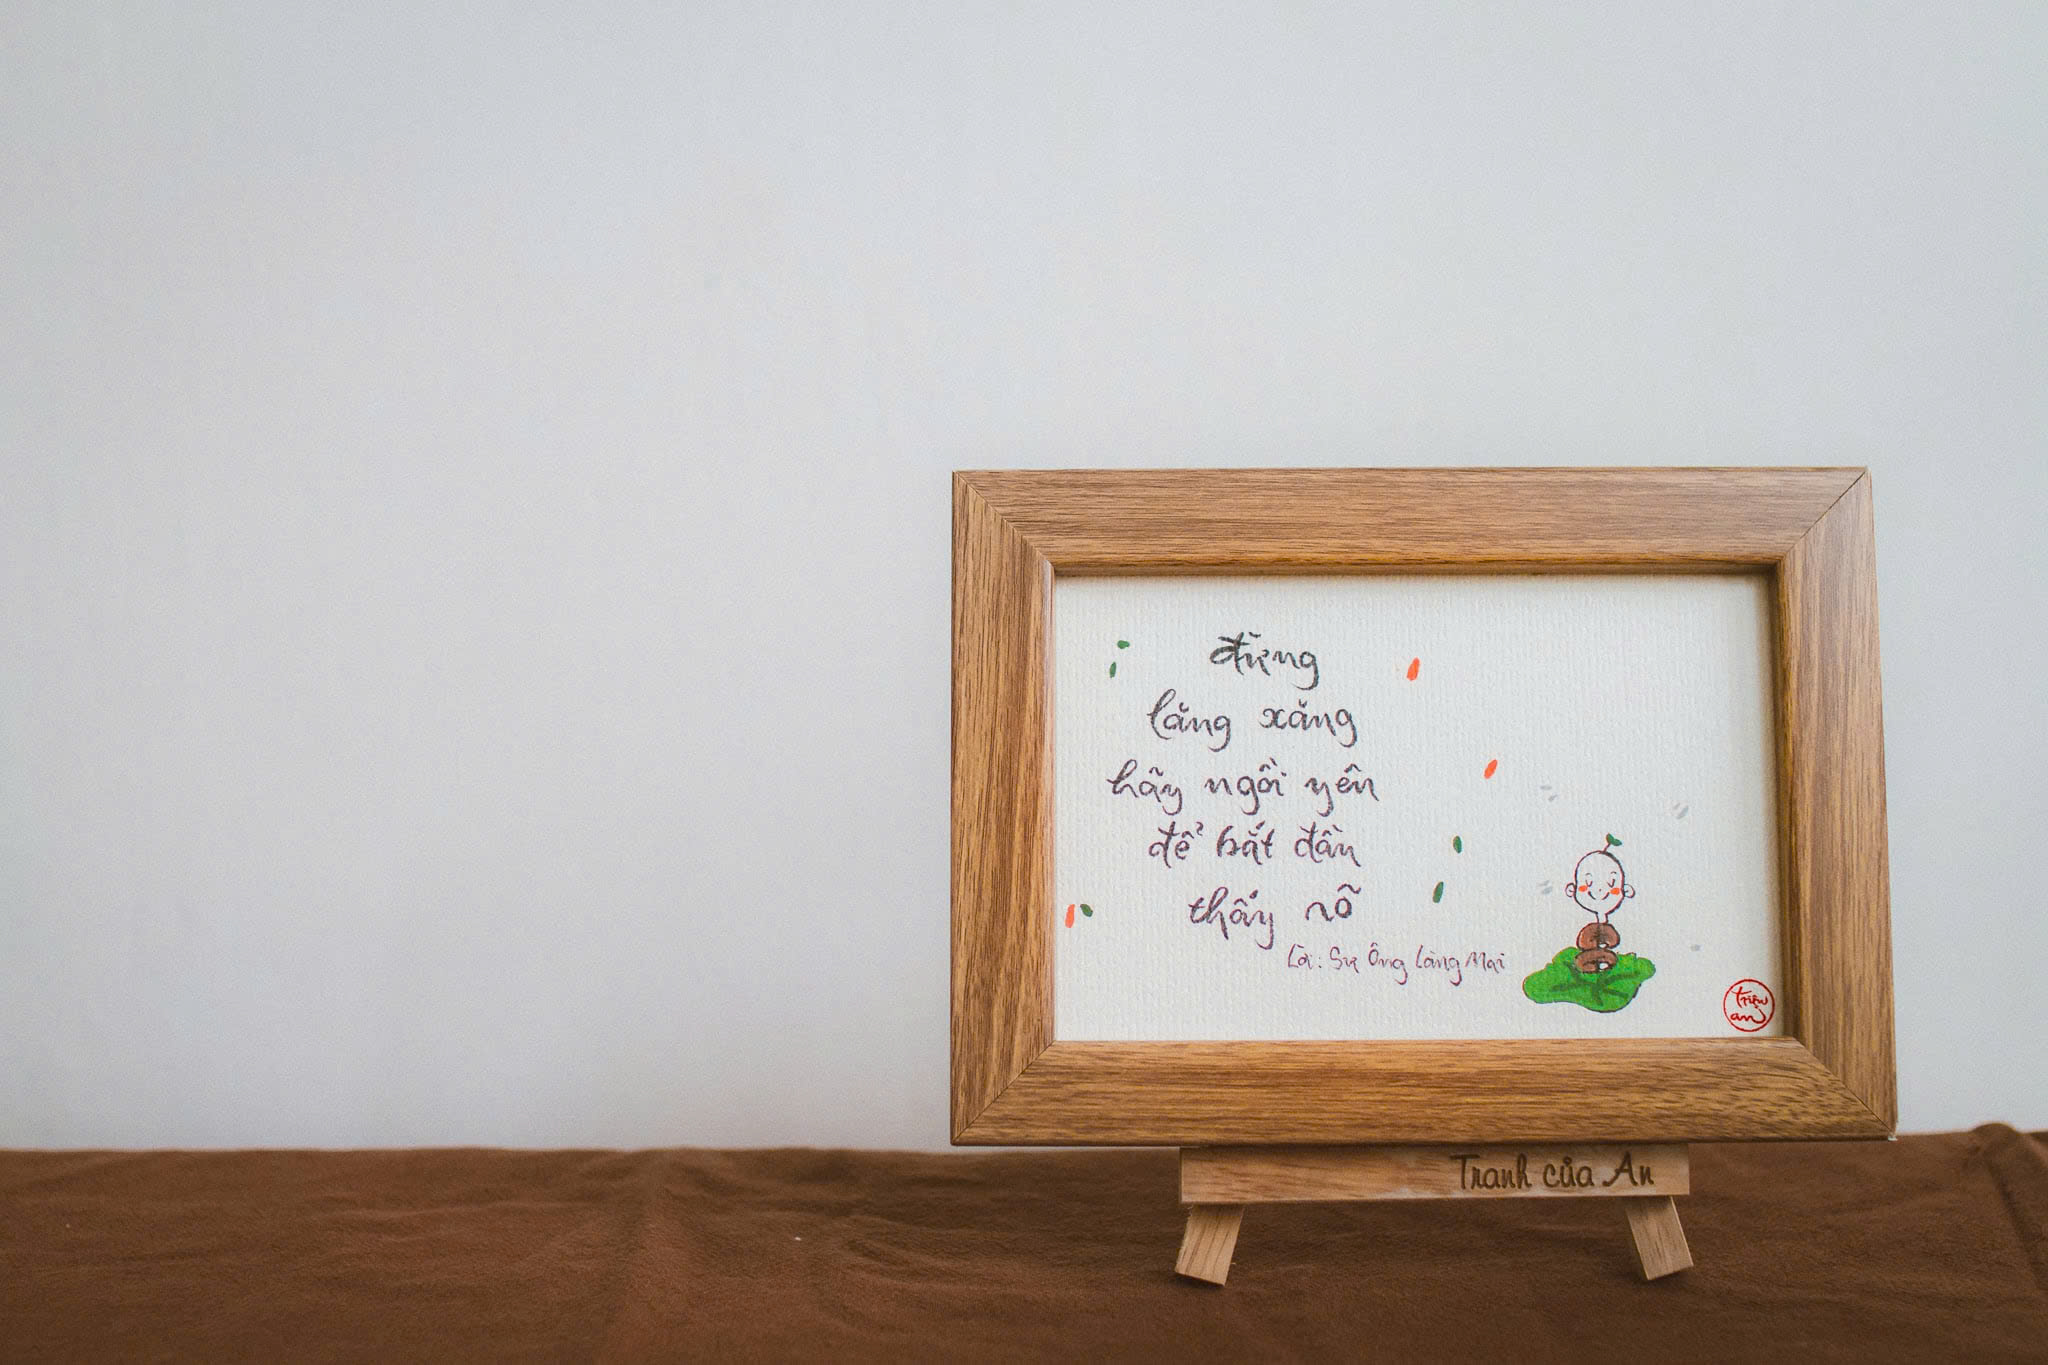 đừng
lăng xăng
hãy ngồi yên
để bắt đầu
thấy rõ
Lời: Sư Ông Làng Mai
triệu
an
Tranh của An